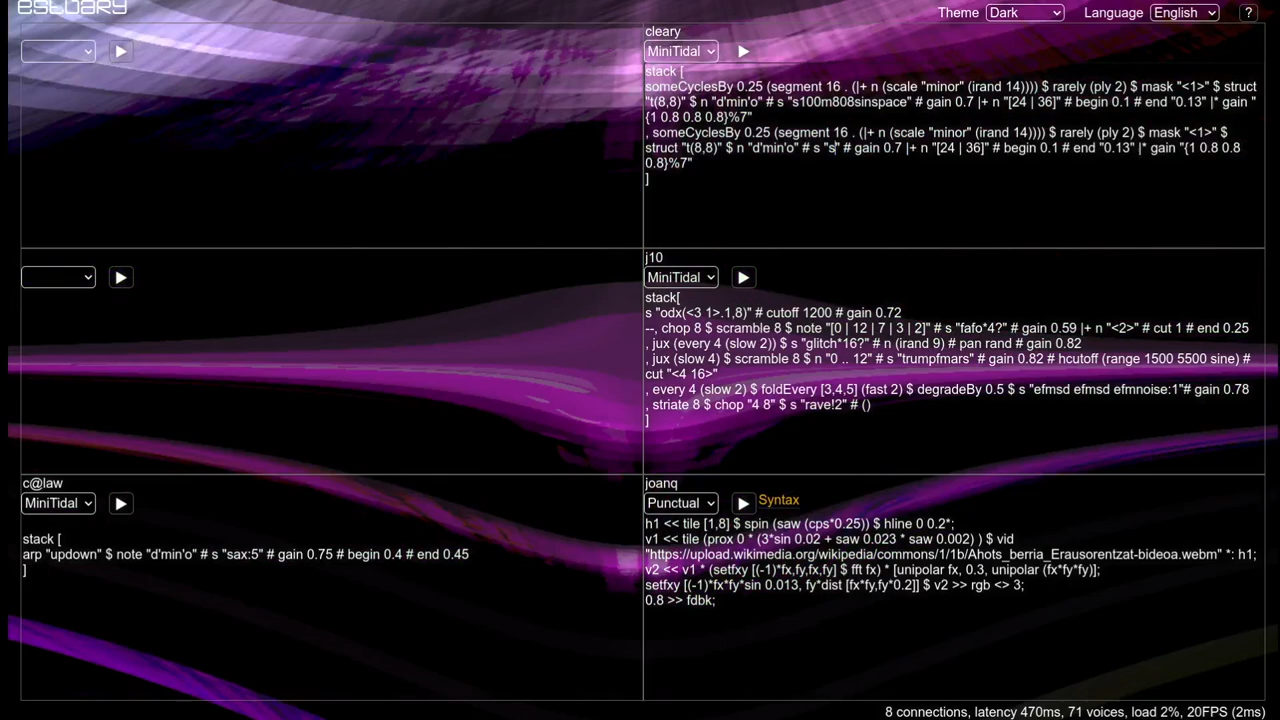 estuary
Theme Dark Language English ?
cleary
MiniTidal
stack [
someCyclesBy 0.25 (segment 16 . (|+ n (scale "minor" (irand 14)))) $ rarely (ply 2) $ mask "<1>" $ struct
"t(8,8)" $ n "d'min'o" # s "s100m808sinspace" # gain 0.7 |+ n "[24 | 36]" # begin 0.1 # end "0.13" |* gain "
{1 0.8 0.8 0.8}%7"
, someCyclesBy 0.25 (segment 16 . (|+ n (scale "minor" (irand 14)))) $ rarely (ply 2) $ mask "<1>" $
struct "t(8,8)" $ n "d'min'o" # s "s" # gain 0.7 |+ n "[24 | 36]" # begin 0.1 # end "0.13" |* gain "{1 0.8 0.8
0.8}%7"
]
j10
MiniTidal
stack[
s "odx(<3 1>.1,8)" # cutoff 1200 # gain 0.72
--, chop 8 $ scramble 8 $ note "[0 | 12 | 7 | 3 | 2]" # s "fafo*4?" # gain 0.59 |+ n "<2>" # cut 1 # end 0.25
, jux (every 4 (slow 2)) $ s "glitch*16?" # n (irand 9) # pan rand # gain 0.82
, jux (slow 4) $ scramble 8 $ n "0 .. 12" # s "trumpfmars" # gain 0.82 # hcutoff (range 1500 5500 sine) #
cut "<4 16>"
, every 4 (slow 2) $ foldEvery [3,4,5] (fast 2) $ degradeBy 0.5 $ s "efmsd efmsd efmnoise:1"# gain 0.78
, striate 8 $ chop "4 8" $ s "rave!2" # ()
]
c@law
MiniTidal
stack [
arp "updown" $ note "d'min'o" # s "sax:5" # gain 0.75 # begin 0.4 # end 0.45
]
joanq
Punctual Syntax
h1 << tile [1,8] $ spin (saw (cps*0.25)) $ hline 0 0.2*;
v1 << tile (prox 0 * (3*sin 0.02 + saw 0.023 * saw 0.002) ) $ vid
"https://upload.wikimedia.org/wikipedia/commons/1/1b/Ahots_berria_Erausorentzat-bideoa.webm" *: h1;
v2 << v1 * (setfxy [(-1)*fx,fy,fx,fy] $ fft fx) * [unipolar fx, 0.3, unipolar (fx*fy*fy)];
setfxy [(-1)*fx*fy*sin 0.013, fy*dist [fx*fy,fy*0.2]] $ v2 >> rgb <> 3;
0.8 >> fdbk;
8 connections, latency 470ms, 71 voices, load 2%, 20FPS (2ms)